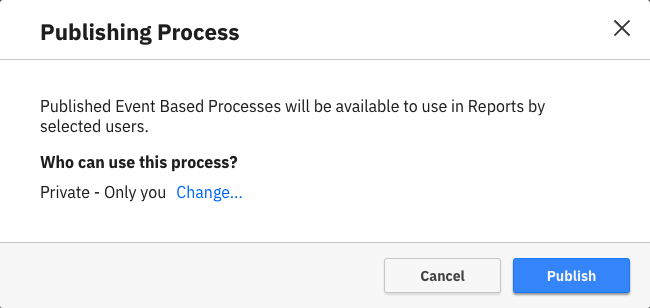 Publishing Process
Published Event Based Processes will be available to use in Reports by
selected users.
Who can use this process?
Private - Only you Change...
Cancel Publish